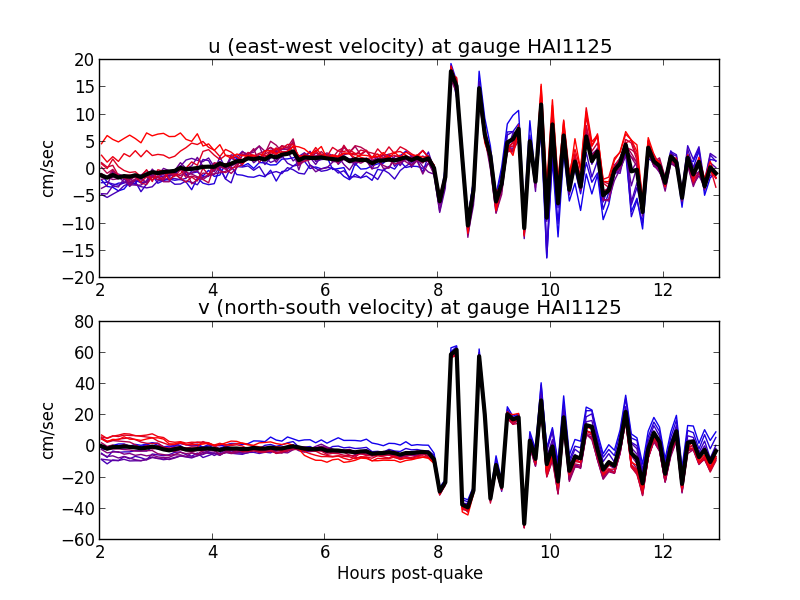 u (east-west velocity) at gauge HAI1125
20
15
10
5
0
−5
−10
−15
−20
cm/sec
2 4 6 8 10 12
v (north-south velocity) at gauge HAI1125
80
60
40
20
0
−20
−40
−60
cm/sec
2 4 6 8 10 12
Hours post-quake